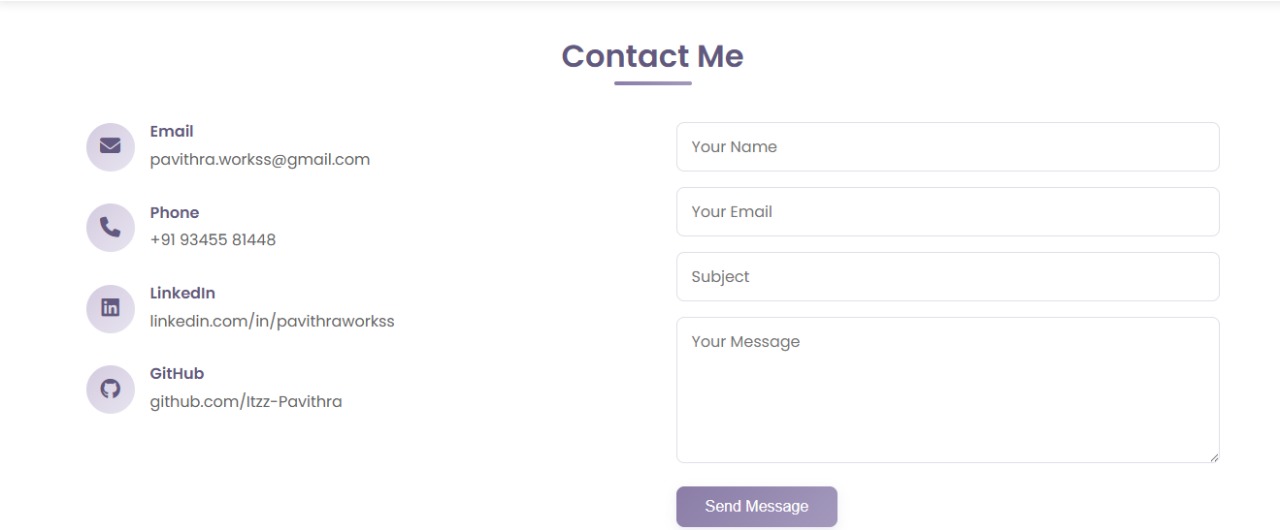 Contact Me
Email
pavithra.workss@gmail.com
Phone
+91 93455 81448
LinkedIn
linkedin.com/in/pavithraworkss
GitHub
github.com/Itzz-Pavithra
Your Name
Your Email
Subject
Your Message
Send Message